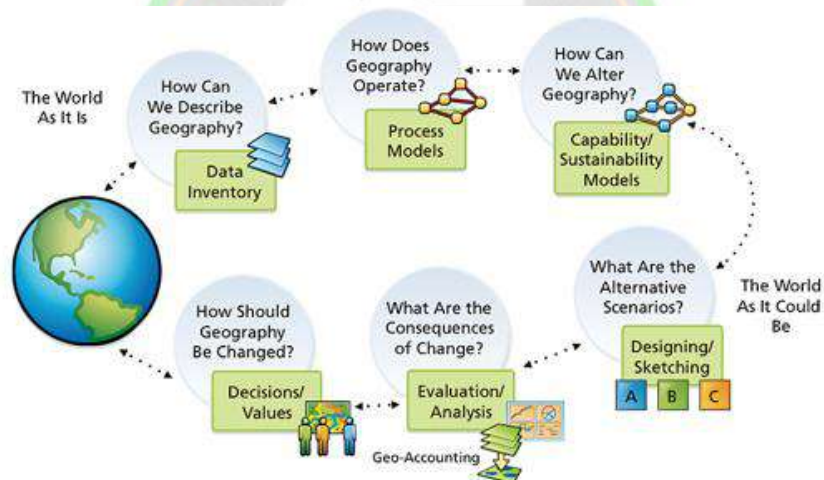 The World
As It Is
How Can
We Describe
Geography?
Data
Inventory
How Does
Geography
Operate?
Process
Models
How Can
We Alter
Geography?
Capability/
Sustainability
Models
What Are the
Alternative
Scenarios?
Designing/
Sketching
A B C
The World
As It Could
Be
What Are the
Consequences
of Change?
Evaluation/
Analysis
Geo-Accounting
How Should
Geography
Be Changed?
Decisions/
Values